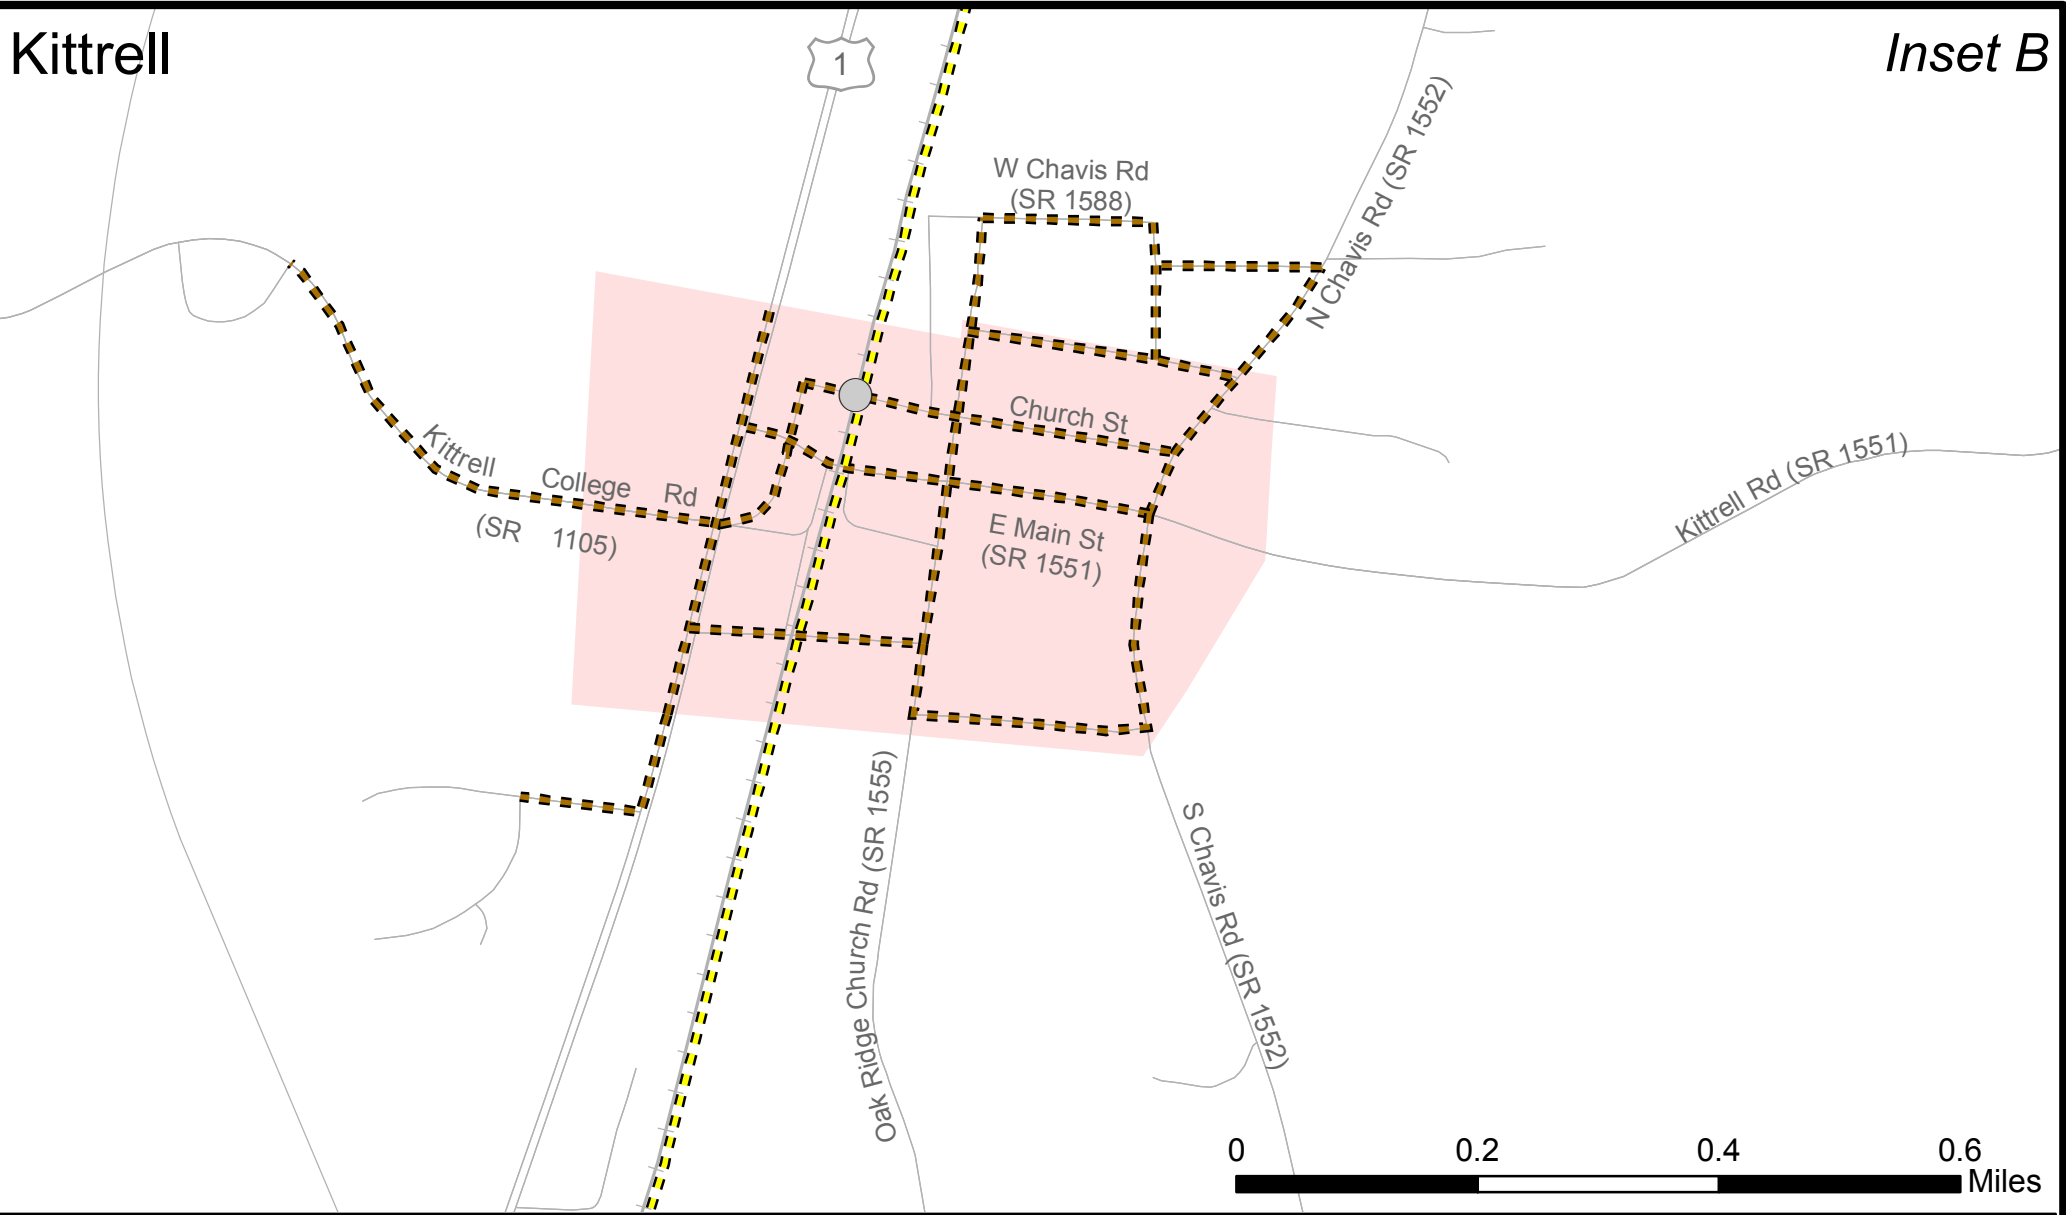 Kittrell
Inset B
1
W Chavis Rd
(SR 1588)
N Chavis Rd (SR 1552)
Church St
Kittrell College Rd
(SR 1105)
E Main St
(SR 1551)
Kittrell Rd (SR 1551)
Oak Ridge Church Rd (SR 1555)
S Chavis Rd (SR 1552)
0 0.2 0.4 0.6
Miles